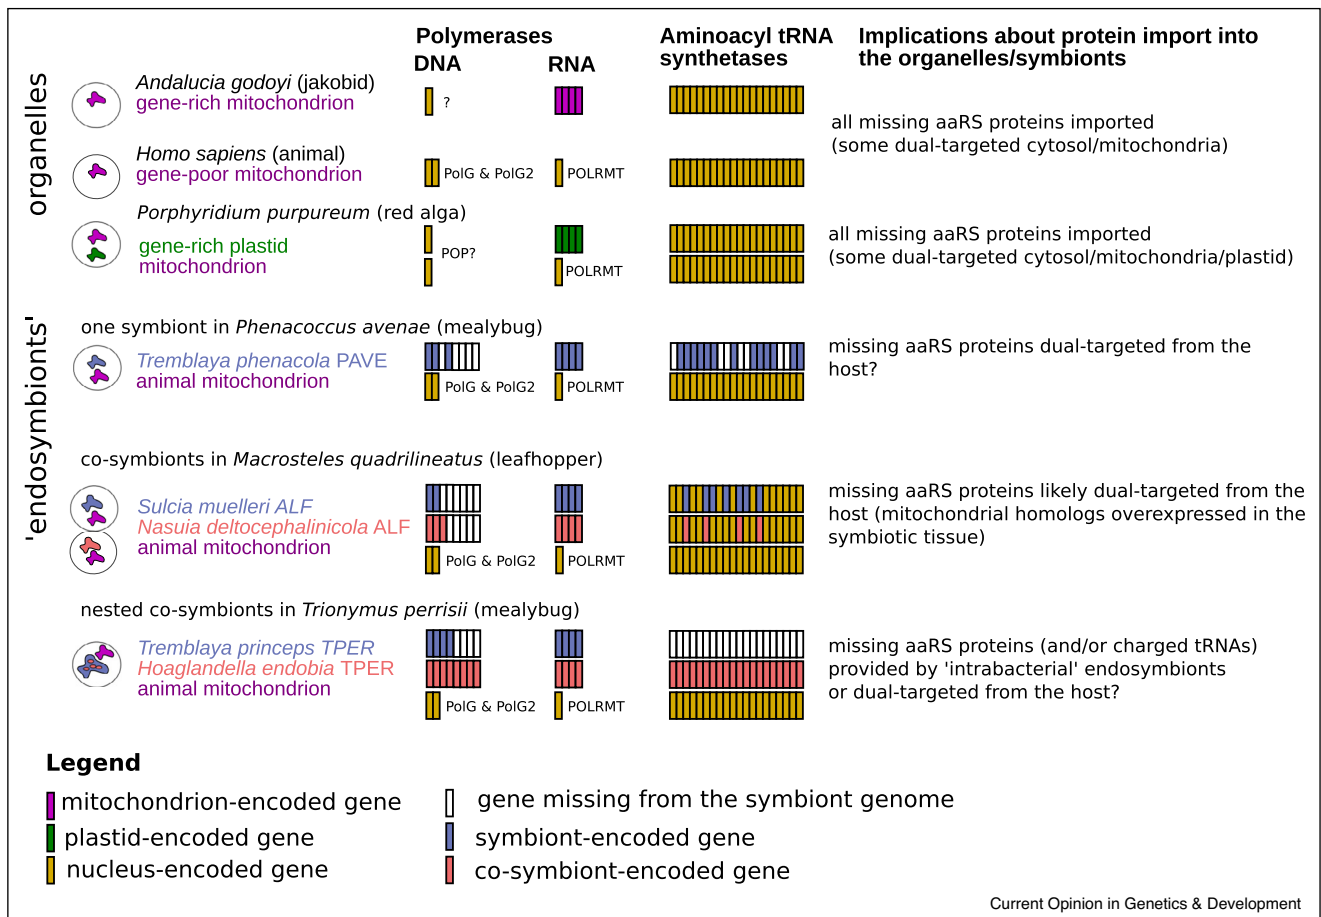 Polymerases
DNA
RNA
Aminoacyl tRNA
synthetases
Implications about protein import into
the organelles/symbionts
organelles
Andalucia godoyi (jakobid)
gene-rich mitochondrion
?
all missing aaRS proteins imported
(some dual-targeted cytosol/mitochondria)
Homo sapiens (animal)
gene-poor mitochondrion
PolG & PolG2
POLRMT
Porphyridium purpureum (red alga)
gene-rich plastid
mitochondrion
POP?
POLRMT
all missing aaRS proteins imported
(some dual-targeted cytosol/mitochondria/plastid)
'endosymbionts'
one symbiont in Phenacoccus avenae (mealybug)
Tremblaya phenacola PAVE
animal mitochondrion
PolG & PolG2
POLRMT
missing aaRS proteins dual-targeted from the
host?
co-symbionts in Macrosteles quadrilineatus (leafhopper)
Sulcia muelleri ALF
Nasuia deltocephalinicola ALF
animal mitochondrion
PolG & PolG2
POLRMT
missing aaRS proteins likely dual-targeted from the
host (mitochondrial homologs overexpressed in the
symbiotic tissue)
nested co-symbionts in Trionymus perrisii (mealybug)
Tremblaya princeps TPER
Hoaglandella endobia TPER
animal mitochondrion
PolG & PolG2
POLRMT
missing aaRS proteins (and/or charged tRNAs)
provided by 'intrabacterial' endosymbionts
or dual-targeted from the host?
Legend
mitochondrion-encoded gene
plastid-encoded gene
nucleus-encoded gene
gene missing from the symbiont genome
symbiont-encoded gene
co-symbiont-encoded gene
Current Opinion in Genetics & Development